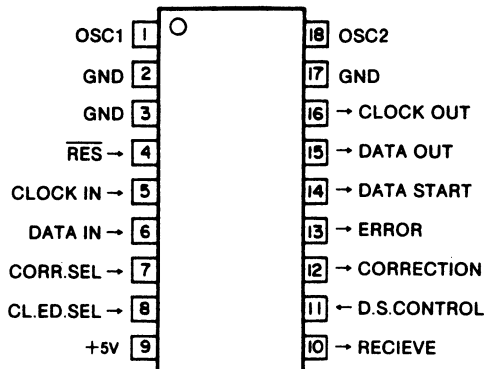 OSC1 1 18 OSC2
GND 2 17 GND
GND 3 16 → CLOCK OUT
R̅E̅S̅ → 4 15 → DATA OUT
CLOCK IN → 5 14 → DATA START
DATA IN → 6 13 → ERROR
CORR.SEL → 7 12 → CORRECTION
CL.ED.SEL → 8 11 ← D.S.CONTROL
+5V 9 10 → RECIEVE